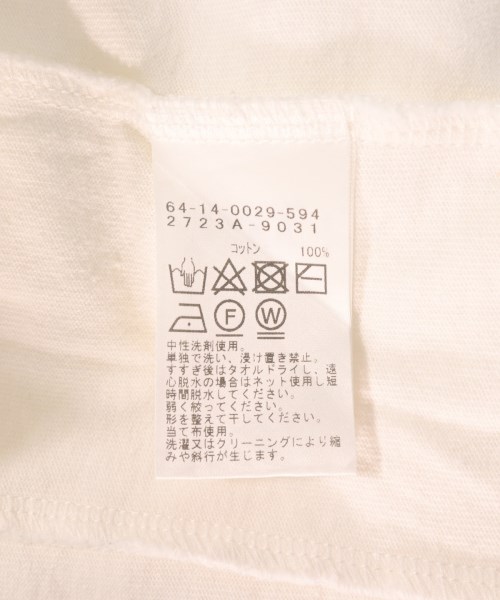 64-14-0029-594
2723A-9031
コットン 100%
F W
中性洗剤使用。
単独で洗い、浸け置き禁止。
すすぎ後はタオルドライし、遠
心脱水の場合はネット使用し短
時間脱水してください。
弱く絞ってください。
形を整えて干してください。
当て布使用。
洗濯又はクリーニングにより縮
みや斜行が生じます。